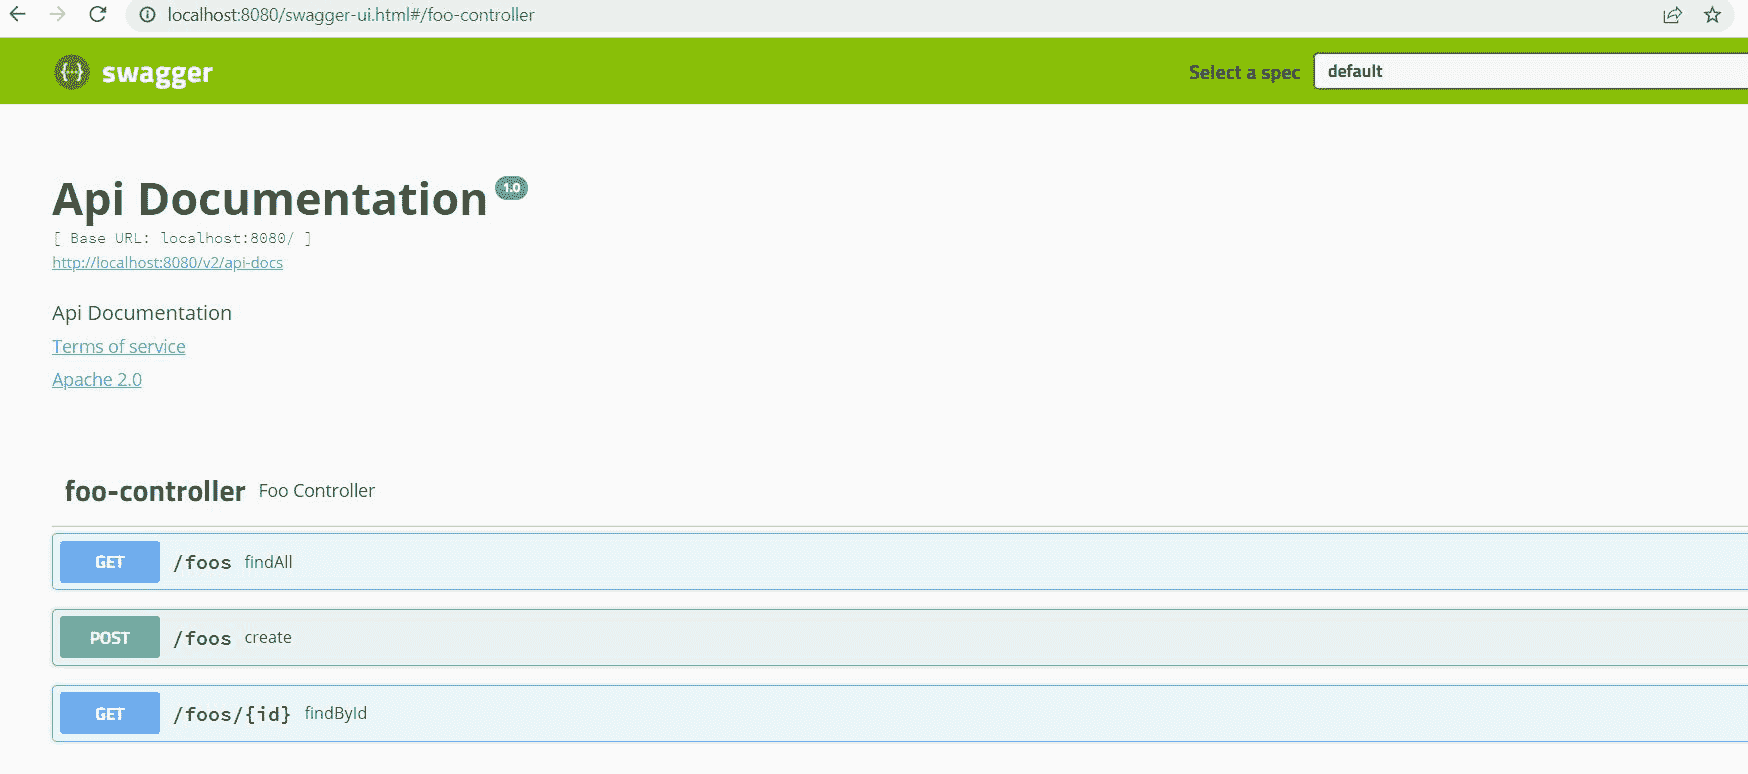 localhost:8080/swagger-ui.html#/foo-controller
{...} swagger Select a spec default
Api Documentation 1.0
[ Base URL: localhost:8080/ ]
http://localhost:8080/v2/api-docs
Api Documentation
Terms of service
Apache 2.0
foo-controller Foo Controller
GET /foos findAll
POST /foos create
GET /foos/{id} findById